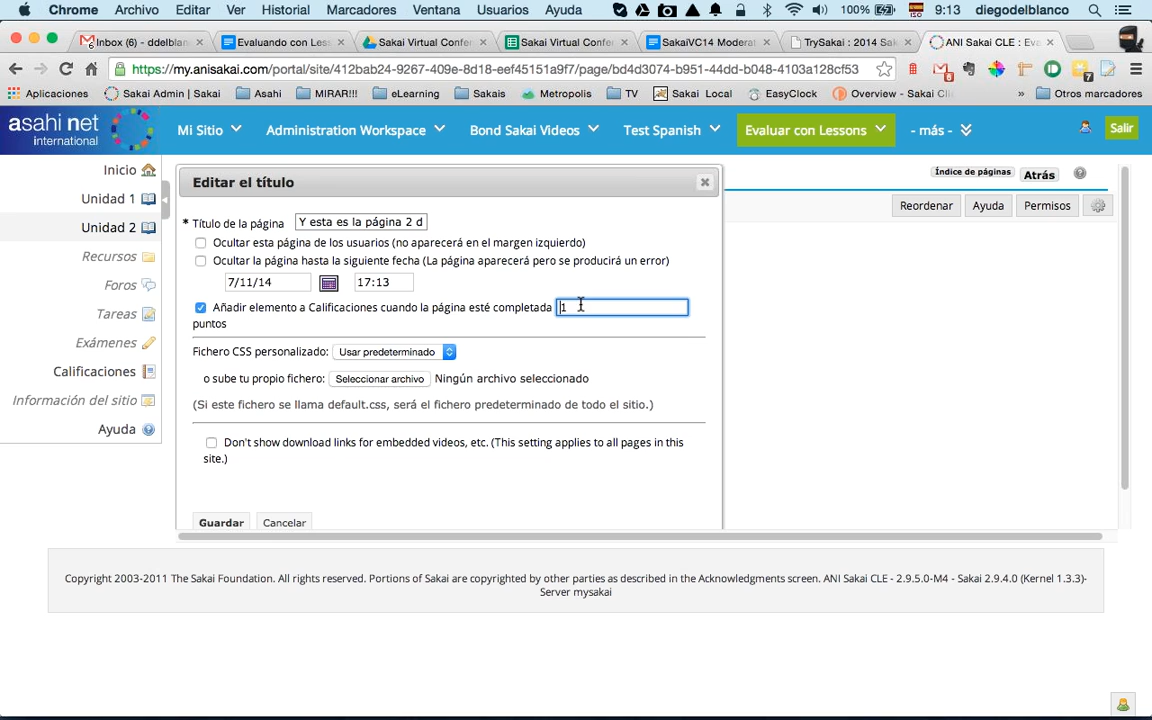 Chrome Archivo Editar Ver Historial Marcadores Ventana Usuarios Ayuda 100% 9:13 diegodelblanco
Inbox (6) - ddelblan Evaluando con Less Sakai Virtual Confer Sakai Virtual Confer SakaiVC14 Moderat TrySakai : 2014 Sak ANI Sakai CLE : Eva
https://my.anisakai.com/portal/site/412bab24-9267-409e-8d18-eef45151a9f7/page/bd4d3074-b951-44dd-b048-4103a128cf53
Aplicaciones Sakai Admin | Sakai Asahi MIRAR!!! eLearning Sakais Metropolis TV Sakai Local EasyClock Overview - Sakai Cl » Otros marcadores
asahi net
international
Mi Sitio Administration Workspace Bond Sakai Videos Test Spanish Evaluar con Lessons - más - Salir
Inicio
Unidad 1
Unidad 2
Recursos
Foros
Tareas
Exámenes
Calificaciones
Información del sitio
Ayuda
Índice de páginas Atrás ?
Reordenar Ayuda Permisos
Editar el título
* Título de la página Y esta es la página 2 d
Ocultar esta página de los usuarios (no aparecerá en el margen izquierdo)
Ocultar la página hasta la siguiente fecha (La página aparecerá pero se producirá un error)
7/11/14 17:13
Añadir elemento a Calificaciones cuando la página esté completada 1
puntos
Fichero CSS personalizado: Usar predeterminado
o sube tu propio fichero: Seleccionar archivo Ningún archivo seleccionado
(Si este fichero se llama default.css, será el fichero predeterminado de todo el sitio.)
Don't show download links for embedded videos, etc. (This setting applies to all pages in this
site.)
Guardar Cancelar
Copyright 2003-2011 The Sakai Foundation. All rights reserved. Portions of Sakai are copyrighted by other parties as described in the Acknowledgments screen. ANI Sakai CLE - 2.9.5.0-M4 - Sakai 2.9.4.0 (Kernel 1.3.3)-
Server mysakai